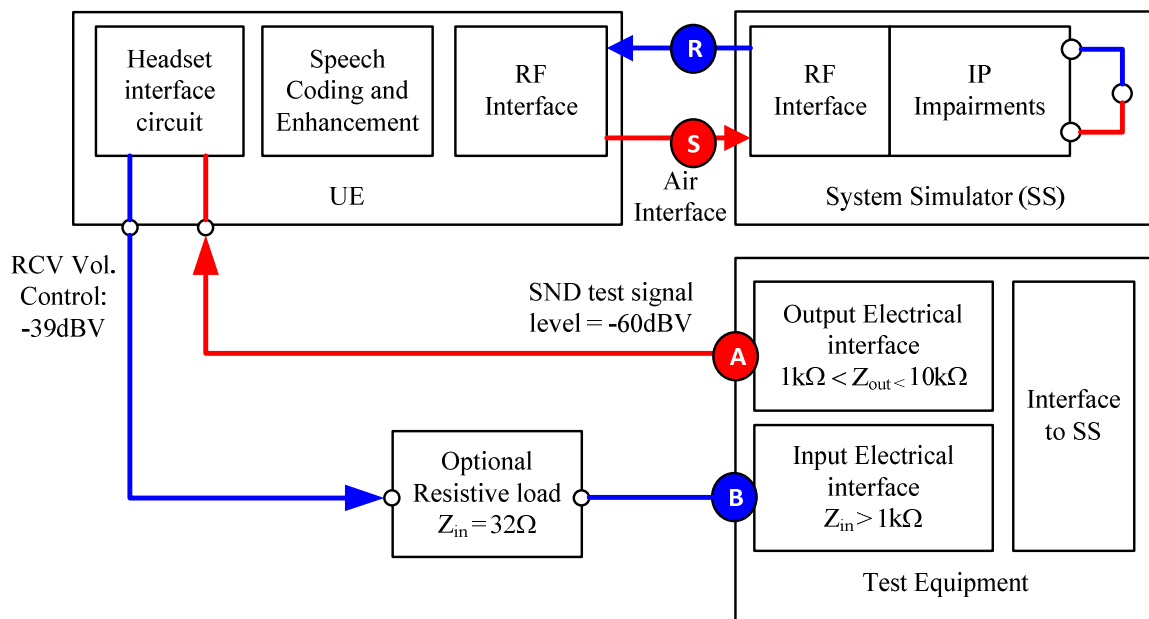 Headset
interface
circuit
Speech
Coding and
Enhancement
RF
Interface
UE
R
S
Air
Interface
RF
Interface
IP
Impairments
System Simulator (SS)
RCV Vol.
Control:
-39dBV
SND test signal
level = -60dBV
A
Output Electrical
interface
1kΩ < Zout < 10kΩ
Interface
to SS
Optional
Resistive load
Zin = 32Ω
B
Input Electrical
interface
Zin > 1kΩ
Test Equipment